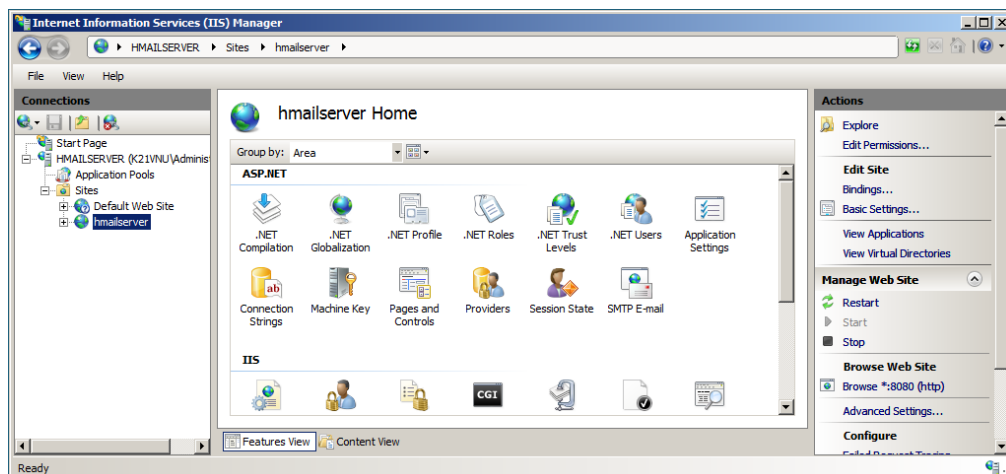 Internet Information Services (IIS) Manager
HMAILSERVER
Sites
hmailserver
File View Help
Connections
Start Page
HMAILSERVER (K21VNU\Adminis
Application Pools
Sites
Default Web Site
hmailserver
hmailserver Home
Group by: Area
ASP.NET
.NET Compilation
.NET Globalization
.NET Profile
.NET Roles
.NET Trust Levels
.NET Users
Application Settings
Connection Strings
Machine Key
Pages and Controls
Providers
Session State
SMTP E-mail
IIS
CGI
Features View
Content View
Actions
Explore
Edit Permissions...
Edit Site
Bindings...
Basic Settings...
View Applications
View Virtual Directories
Manage Web Site
Restart
Start
Stop
Browse Web Site
Browse *:8080 (http)
Advanced Settings...
Configure
Failed Request Tracing
Ready